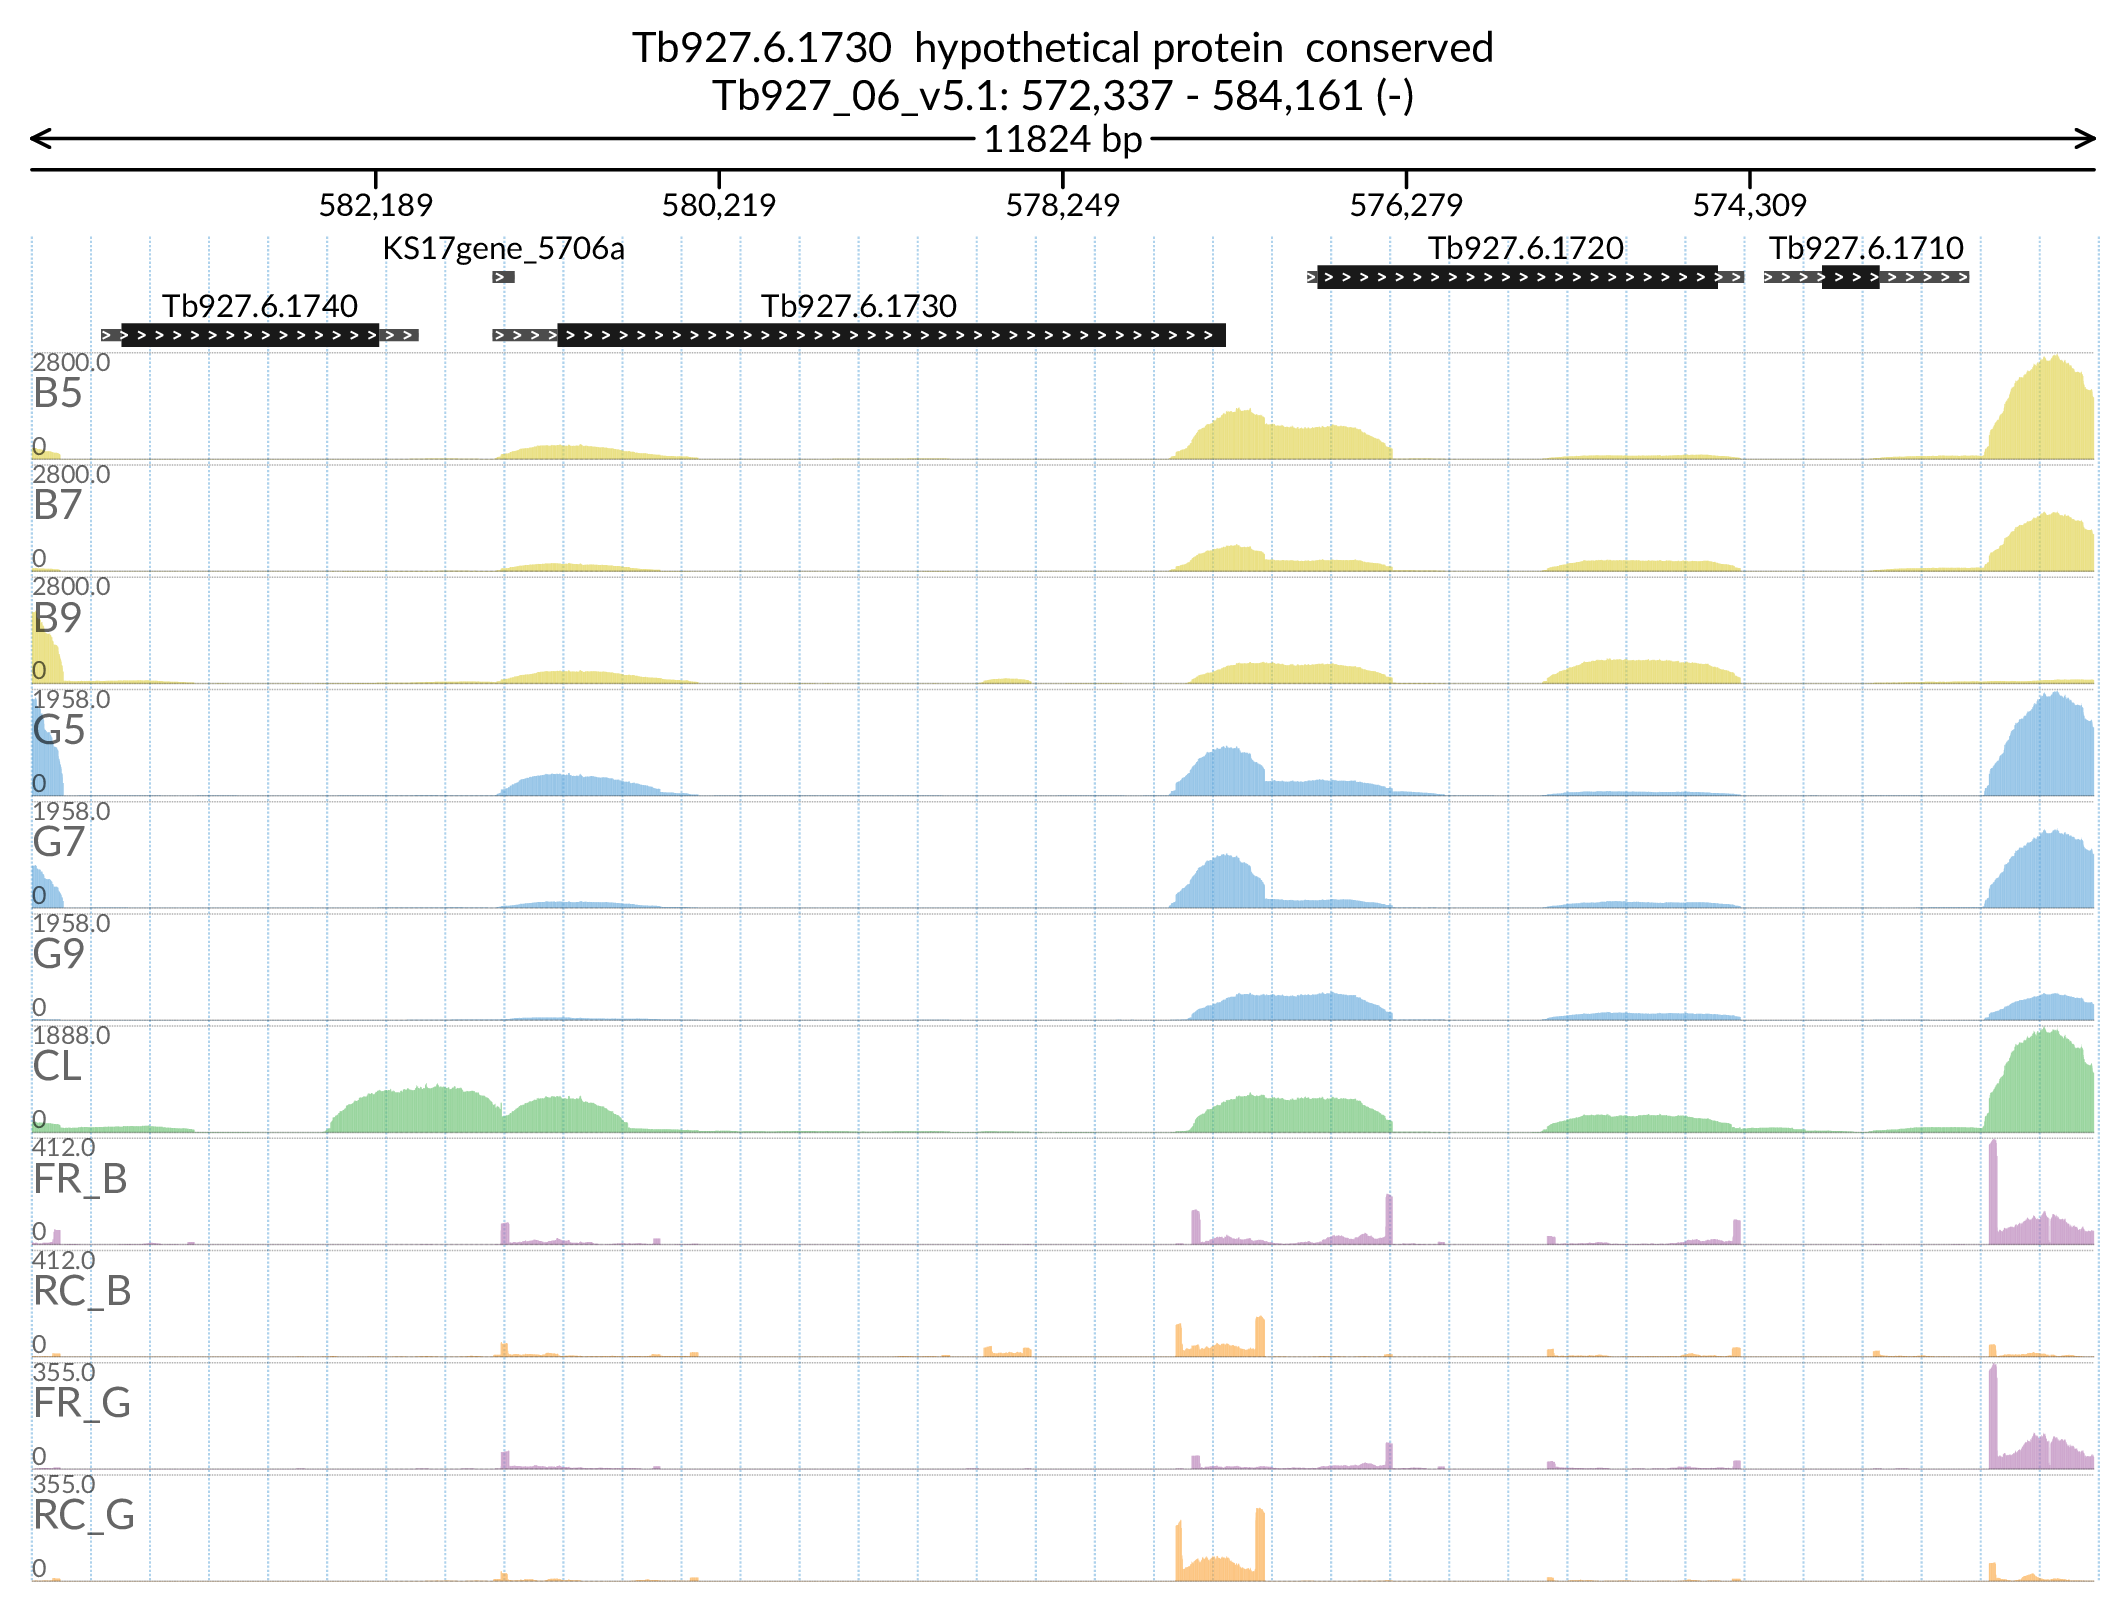 Tb927.6.1730  hypothetical protein  conserved
Tb927_06_v5.1: 572,337 - 584,161 (-)
11824 bp
582,189 580,219 578,249 576,279 574,309
KS17gene_5706a Tb927.6.1720 Tb927.6.1710
Tb927.6.1740 Tb927.6.1730
2800.0
B5
0
2800.0
B7
0
2800.0
B9
0
1958.0
G5
0
1958.0
G7
0
1958.0
G9
0
1888.0
CL
0
412.0
FR_B
0
412.0
RC_B
0
355.0
FR_G
0
355.0
RC_G
0